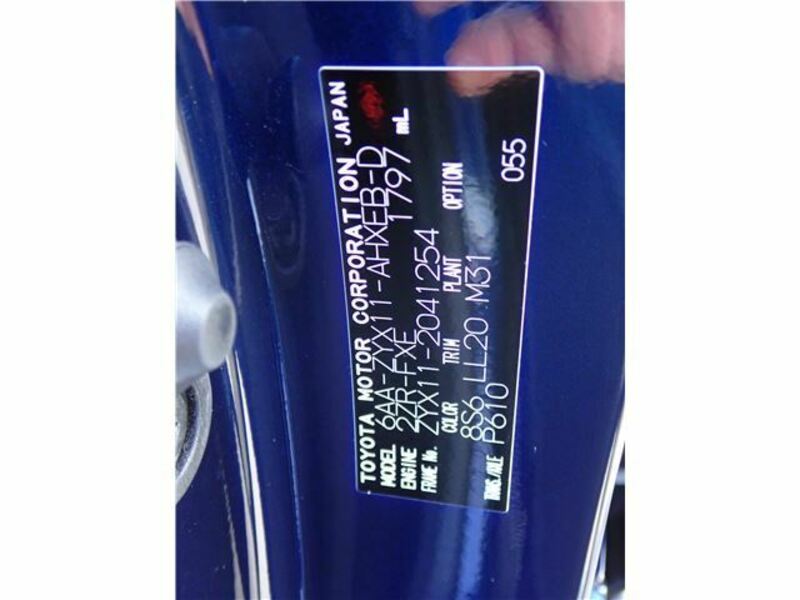 TOYOTA MOTOR CORPORATION JAPAN
MODEL 6AA-ZYX11-AHXEB-D
ENGINE 2ZR-FXE 1797 mL
FRAME No. ZYX11-2041254
COLOR TRIM PLANT OPTION
8S6 LL20 M31
TRNS./AXLE P610 055